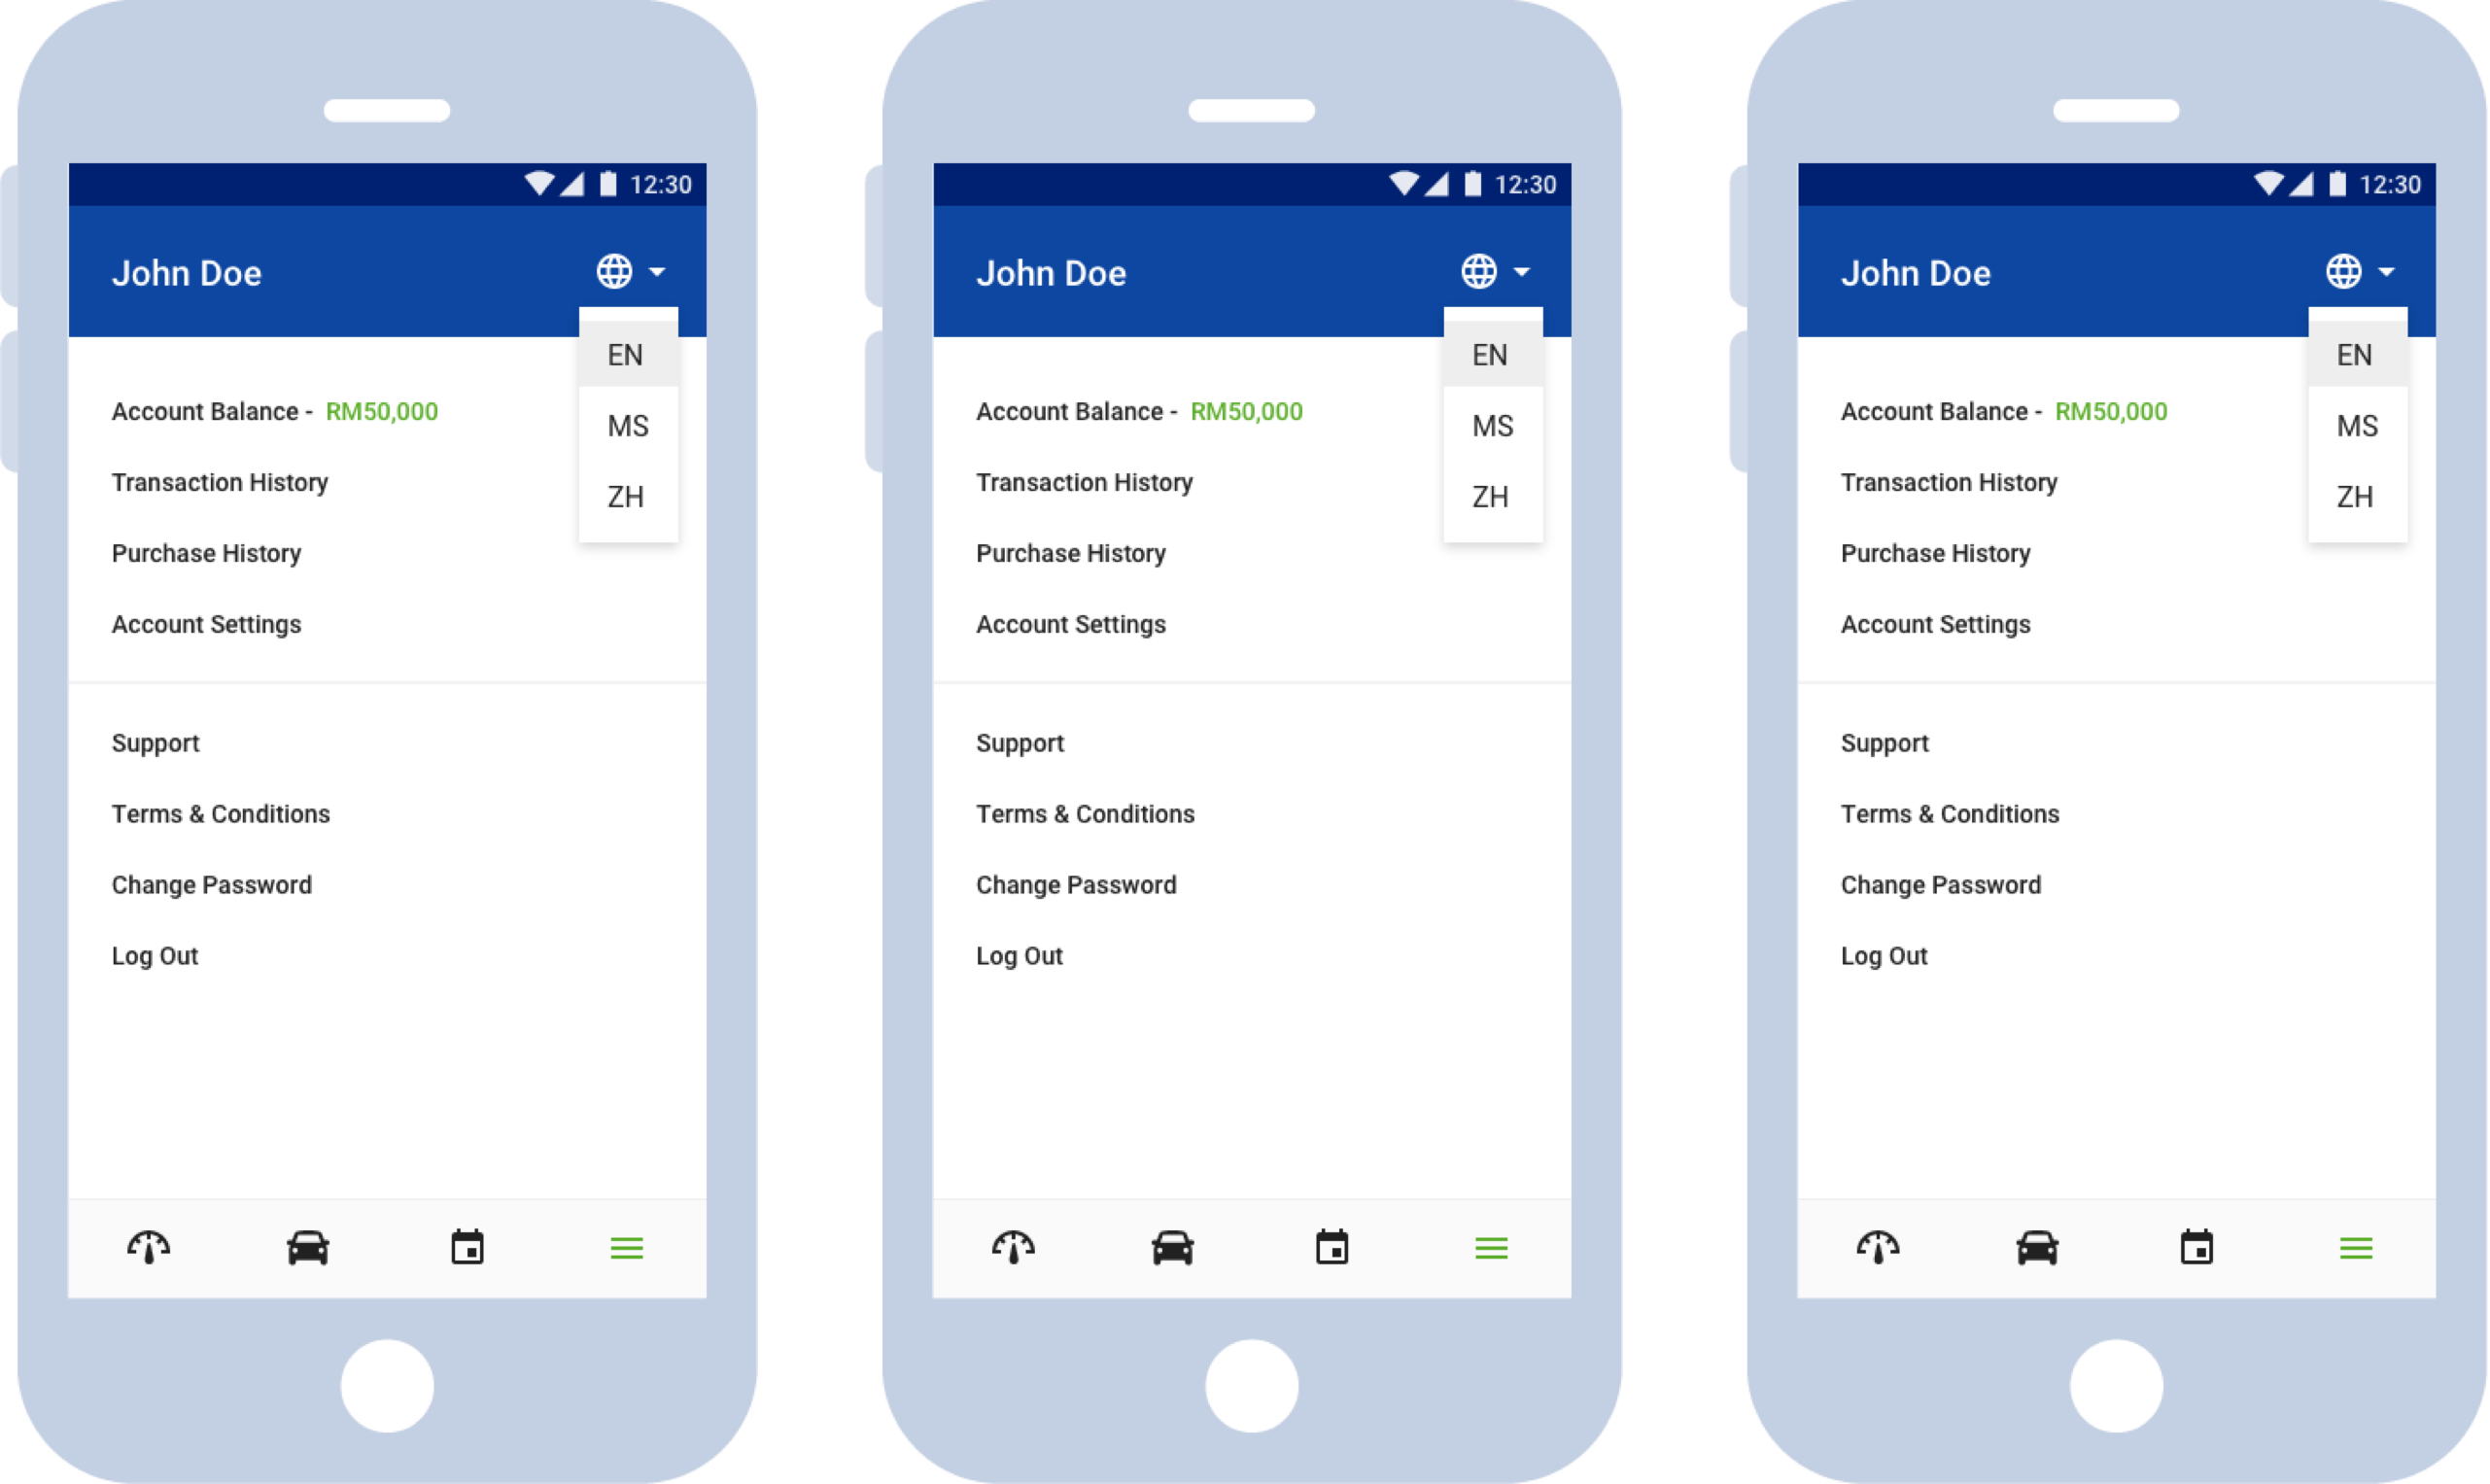 12:30
John Doe
EN
Account Balance - RM50,000
MS
Transaction History
ZH
Purchase History
Account Settings
Support
Terms & Conditions
Change Password
Log Out
12:30
John Doe
EN
Account Balance - RM50,000
MS
Transaction History
ZH
Purchase History
Account Settings
Support
Terms & Conditions
Change Password
Log Out
12:30
John Doe
EN
Account Balance - RM50,000
MS
Transaction History
ZH
Purchase History
Account Settings
Support
Terms & Conditions
Change Password
Log Out